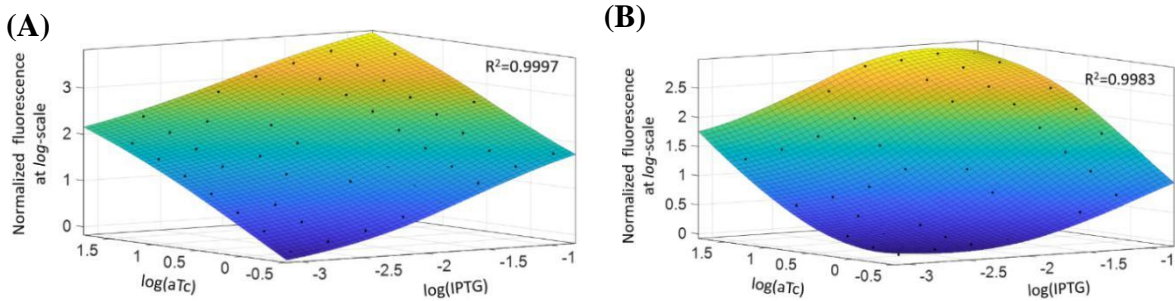 (A)
Normalized fluorescence
at log-scale
3
2
1
0
R²=0.9997
1.5 1 0.5 0 -0.5
log(aTc)
-3 -2.5 -2 -1.5 -1
log(IPTG)
(B)
Normalized fluorescence
at log-scale
2.5
2
1.5
1
0.5
0
R²=0.9983
1.5 1 0.5 0 -0.5
log(aTc)
-3 -2.5 -2 -1.5 -1
log(IPTG)